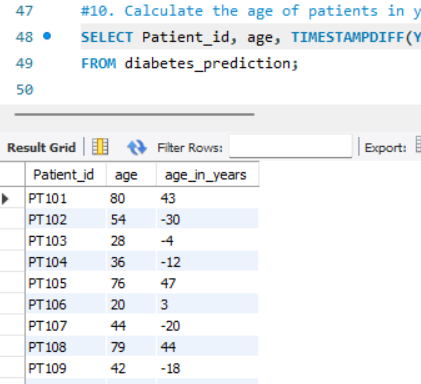 47 #10. Calculate the age of patients in y
48 SELECT Patient_id, age, TIMESTAMPDIFF(Y
49 FROM diabetes_prediction;
50
Result Grid Filter Rows: Export:
Patient_id age age_in_years
PT101 80 43
PT102 54 -30
PT103 28 -4
PT104 36 -12
PT105 76 47
PT106 20 3
PT107 44 -20
PT108 79 44
PT109 42 -18